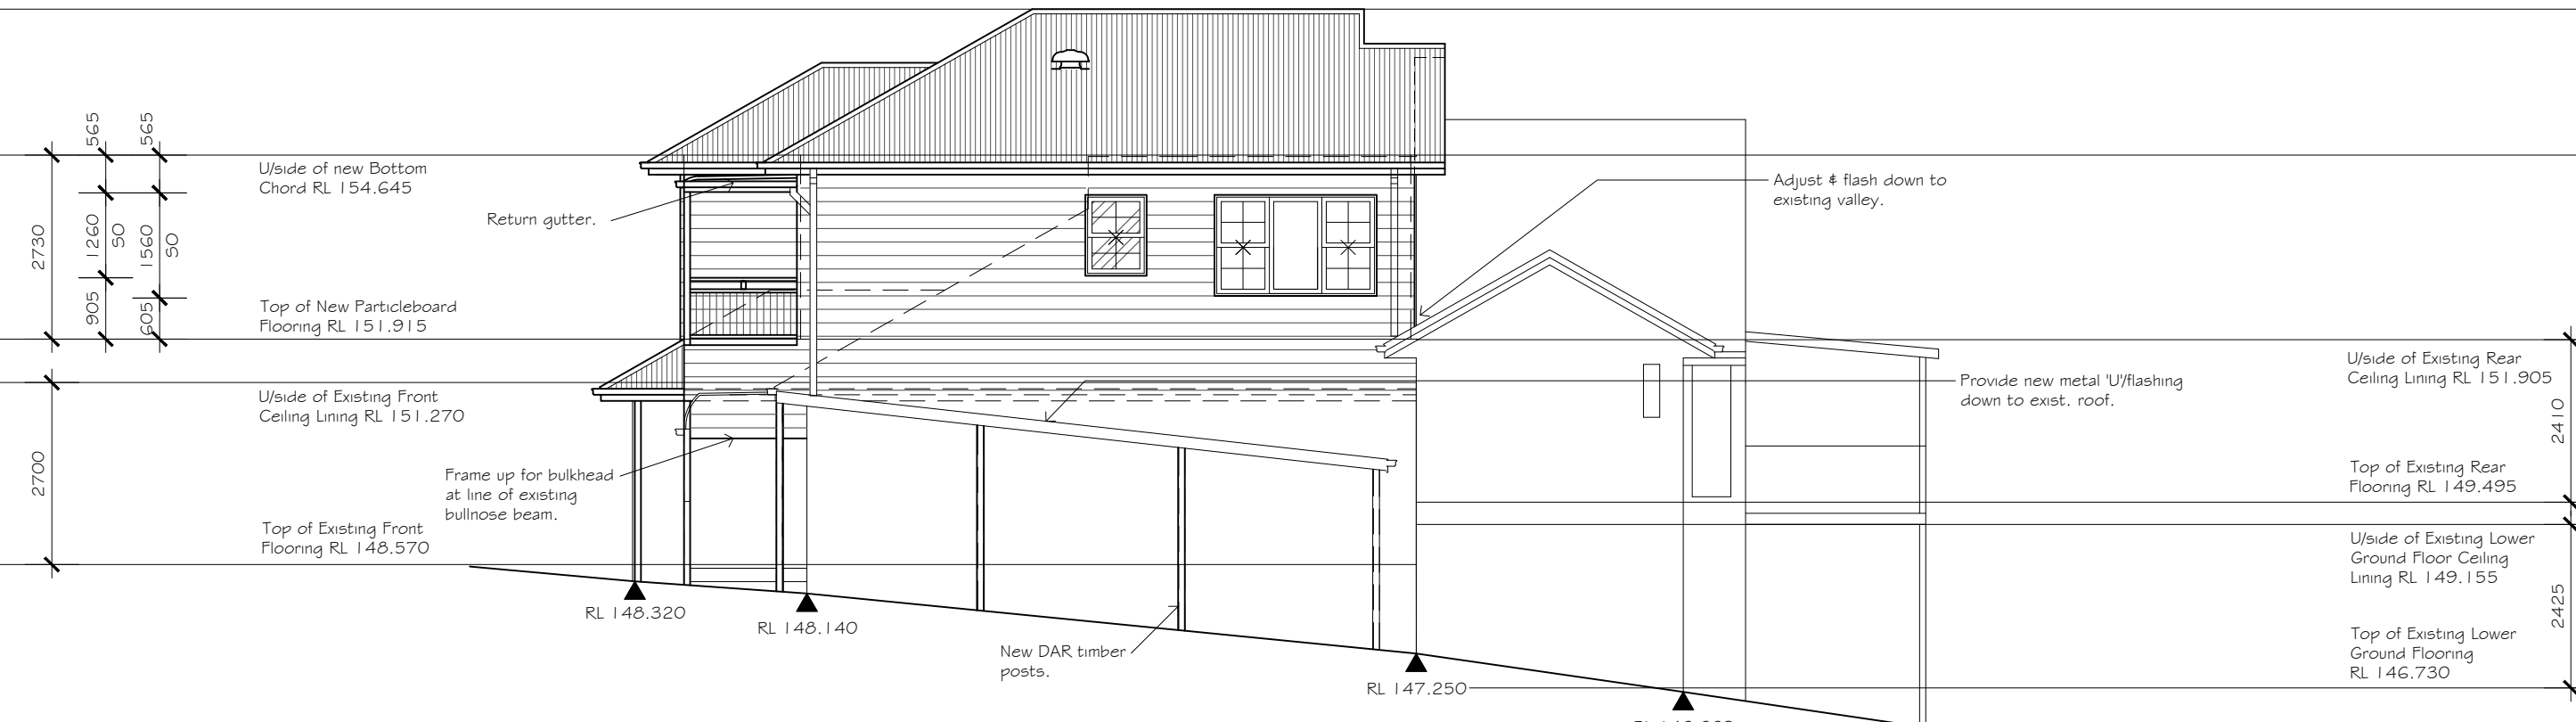 565
565
2730
1260
SO
1560
SO
905
605
U/side of new Bottom
Chord RL 154.645
Return gutter.
Top of New Particleboard
Flooring RL 151.915
Adjust & flash down to
existing valley.
U/side of Existing Front
Ceiling Lining RL 151.270
2700
Frame up for bulkhead
at line of existing
bullnose beam.
Top of Existing Front
Flooring RL 148.570
RL 148.320
RL 148.140
New DAR timber
posts.
RL 147.250
Provide new metal 'U'/flashing
down to exist. roof.
U/side of Existing Rear
Ceiling Lining RL 151.905
2410
Top of Existing Rear
Flooring RL 149.495
U/side of Existing Lower
Ground Floor Ceiling
Lining RL 149.155
2425
Top of Existing Lower
Ground Flooring
RL 146.730